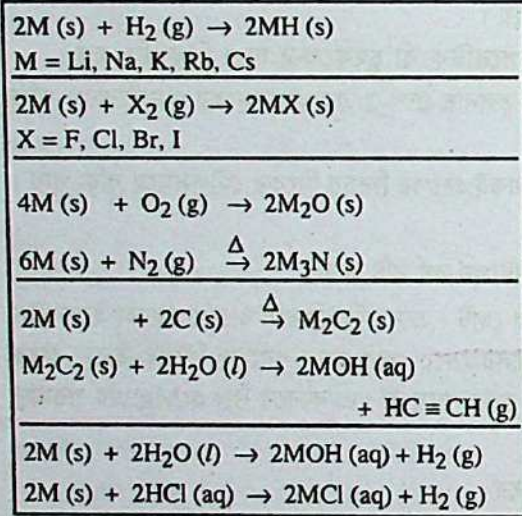 2M (s) + H₂ (g) → 2MH (s)
M = Li, Na, K, Rb, Cs
2M (s) + X₂ (g) → 2MX (s)
X = F, Cl, Br, I
4M (s) + O₂ (g) → 2M₂O (s)
6M (s) + N₂ (g) →^Δ 2M₃N (s)
2M (s) + 2C (s) →^Δ M₂C₂ (s)
M₂C₂ (s) + 2H₂O (l) → 2MOH (aq)
+ HC ≡ CH (g)
2M (s) + 2H₂O (l) → 2MOH (aq) + H₂ (g)
2M (s) + 2HCl (aq) → 2MCl (aq) + H₂ (g)